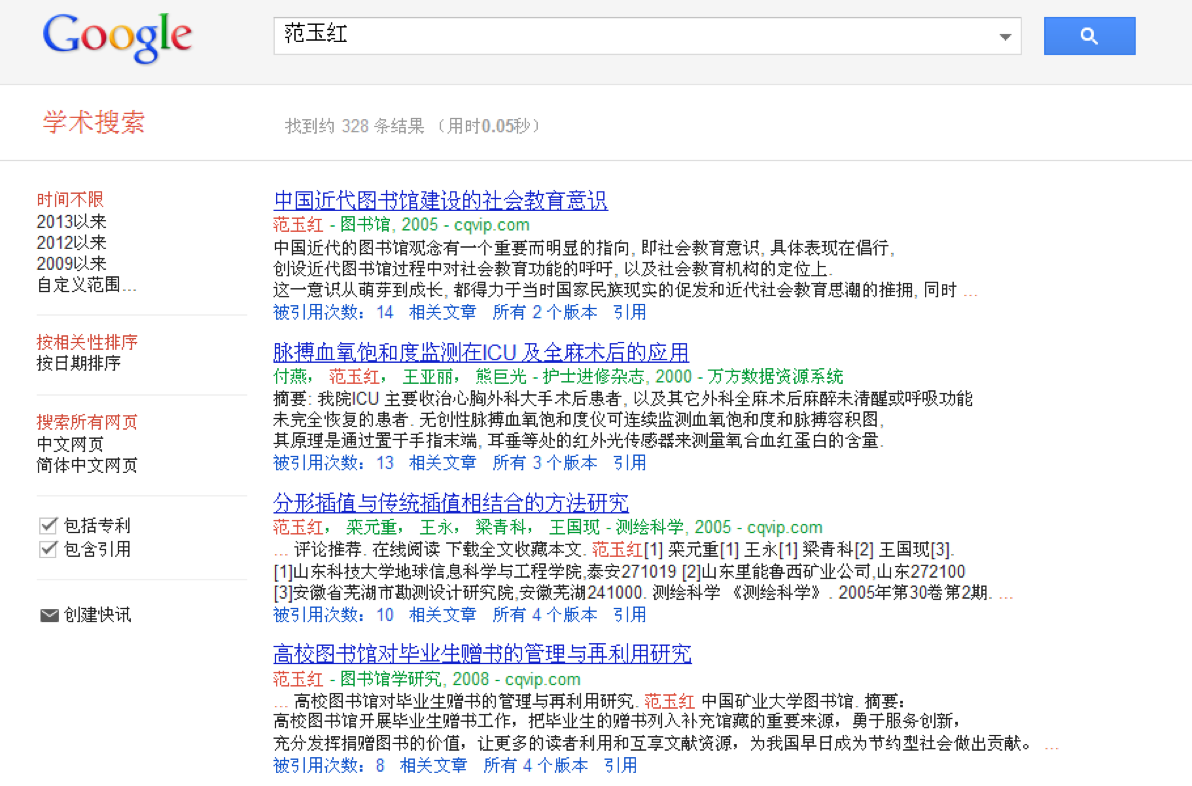 Google
范玉红
学术搜索
找到约 328 条结果 （用时0.05秒）
时间不限
2013以来
2012以来
2009以来
自定义范围...
按相关性排序
按日期排序
搜索所有网页
中文网页
简体中文网页
包括专利
包含引用
创建快讯
中国近代图书馆建设的社会教育意识
范玉红 - 图书馆, 2005 - cqvip.com
中国近代的图书馆观念有一个重要而明显的指向, 即社会教育意识, 具体表现在倡行,
创设近代图书馆过程中对社会教育功能的呼吁, 以及社会教育机构的定位上.
这一意识从萌芽到成长, 都得力于当时国家民族现实的促发和近代社会教育思潮的推拥, 同时 ...
被引用次数：14 相关文章 所有 2 个版本 引用
脉搏血氧饱和度监测在ICU 及全麻术后的应用
付燕， 范玉红， 王亚丽， 熊巨光 - 护士进修杂志, 2000 - 万方数据资源系统
摘要: 我院ICU 主要收治心胸外科大手术后患者, 以及其它外科全麻术后麻醉未清醒或呼吸功能
未完全恢复的患者. 无创性脉搏血氧饱和度仪可连续监测血氧饱和度和脉搏容积图,
其原理是通过置于手指末端, 耳垂等处的红外光传感器来测量氧合血红蛋白的含量.
被引用次数：13 相关文章 所有 3 个版本 引用
分形插值与传统插值相结合的方法研究
范玉红， 栾元重， 王永， 梁青科， 王国现 - 测绘科学, 2005 - cqvip.com
... 评论推荐. 在线阅读 下载全文收藏本文. 范玉红[1] 栾元重[1] 王永[1] 梁青科[2] 王国现[3].
[1]山东科技大学地球信息科学与工程学院,泰安271019 [2]山东里能鲁西矿业公司,山东272100
[3]安徽省芜湖市勘测设计研究院,安徽芜湖241000. 测绘科学 《测绘科学》. 2005年第30卷第2期. ...
被引用次数：10 相关文章 所有 4 个版本 引用
高校图书馆对毕业生赠书的管理与再利用研究
范玉红 - 图书馆学研究, 2008 - cqvip.com
... 高校图书馆对毕业生赠书的管理与再利用研究. 范玉红 中国矿业大学图书馆. 摘要：
高校图书馆开展毕业生赠书工作，把毕业生的赠书列入补充馆藏的重要来源，勇于服务创新，
充分发挥捐赠图书的价值，让更多的读者利用和互享文献资源，为我国早日成为节约型社会做出贡献。 ...
被引用次数：8 相关文章 所有 4 个版本 引用